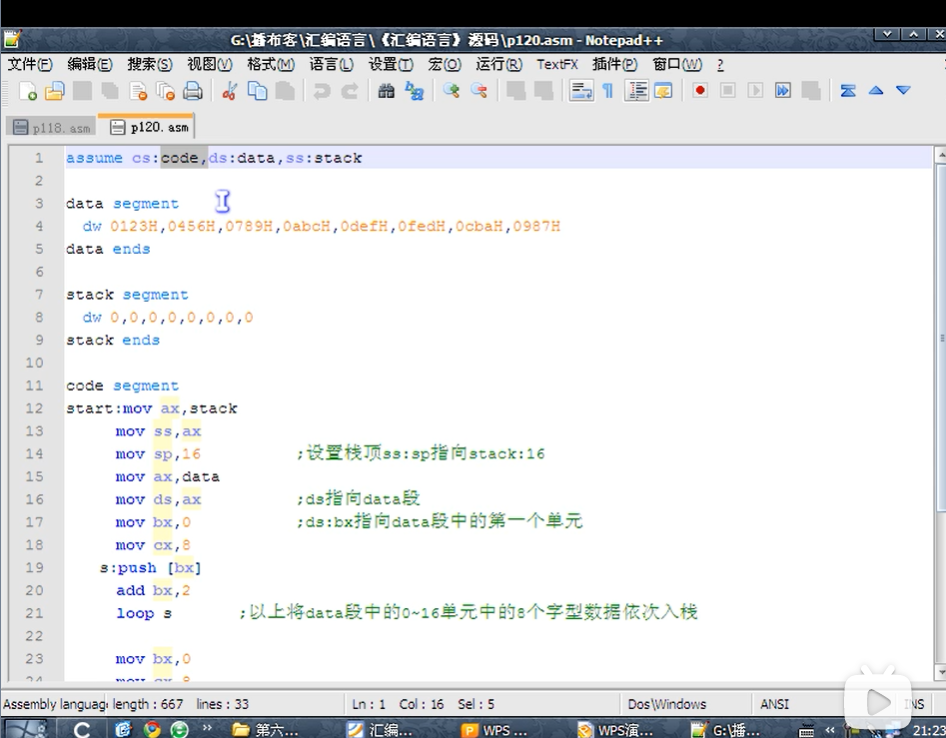 G:\播布客\汇编语言\《汇编语言》源码\p120.asm - Notepad++
文件(F) 编辑(E) 搜索(S) 视图(V) 格式(M) 语言(L) 设置(T) 宏(O) 运行(R) TextFX 插件(P) 窗口(W) ?
p118.asm p120.asm
1 assume cs:code,ds:data,ss:stack
2
3 data segment
4 dw 0123H,0456H,0789H,0abcH,0defH,0fedH,0cbaH,0987H
5 data ends
6
7 stack segment
8 dw 0,0,0,0,0,0,0,0
9 stack ends
10
11 code segment
12 start:mov ax,stack
13 mov ss,ax
14 mov sp,16 ;设置栈顶ss:sp指向stack:16
15 mov ax,data
16 mov ds,ax ;ds指向data段
17 mov bx,0 ;ds:bx指向data段中的第一个单元
18 mov cx,8
19 s:push [bx]
20 add bx,2
21 loop s ;以上将data段中的0~16单元中的8个字型数据依次入栈
22
23 mov bx,0
24 mov cx,8
Assembly languag length : 667 lines : 33 Ln : 1 Col : 16 Sel : 5 Dos\Windows ANSI NS
第六... 汇编... WPS ... WPS演... G:\播... 21:23